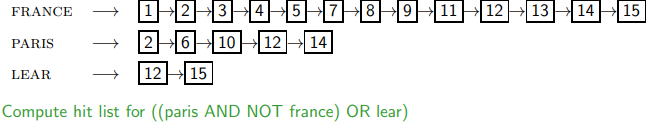 FRANCE → 1 → 2 → 3 → 4 → 5 → 7 → 8 → 9 → 11 → 12 → 13 → 14 → 15
PARIS → 2 → 6 → 10 → 12 → 14
LEAR → 12 → 15
Compute hit list for ((paris AND NOT france) OR lear)